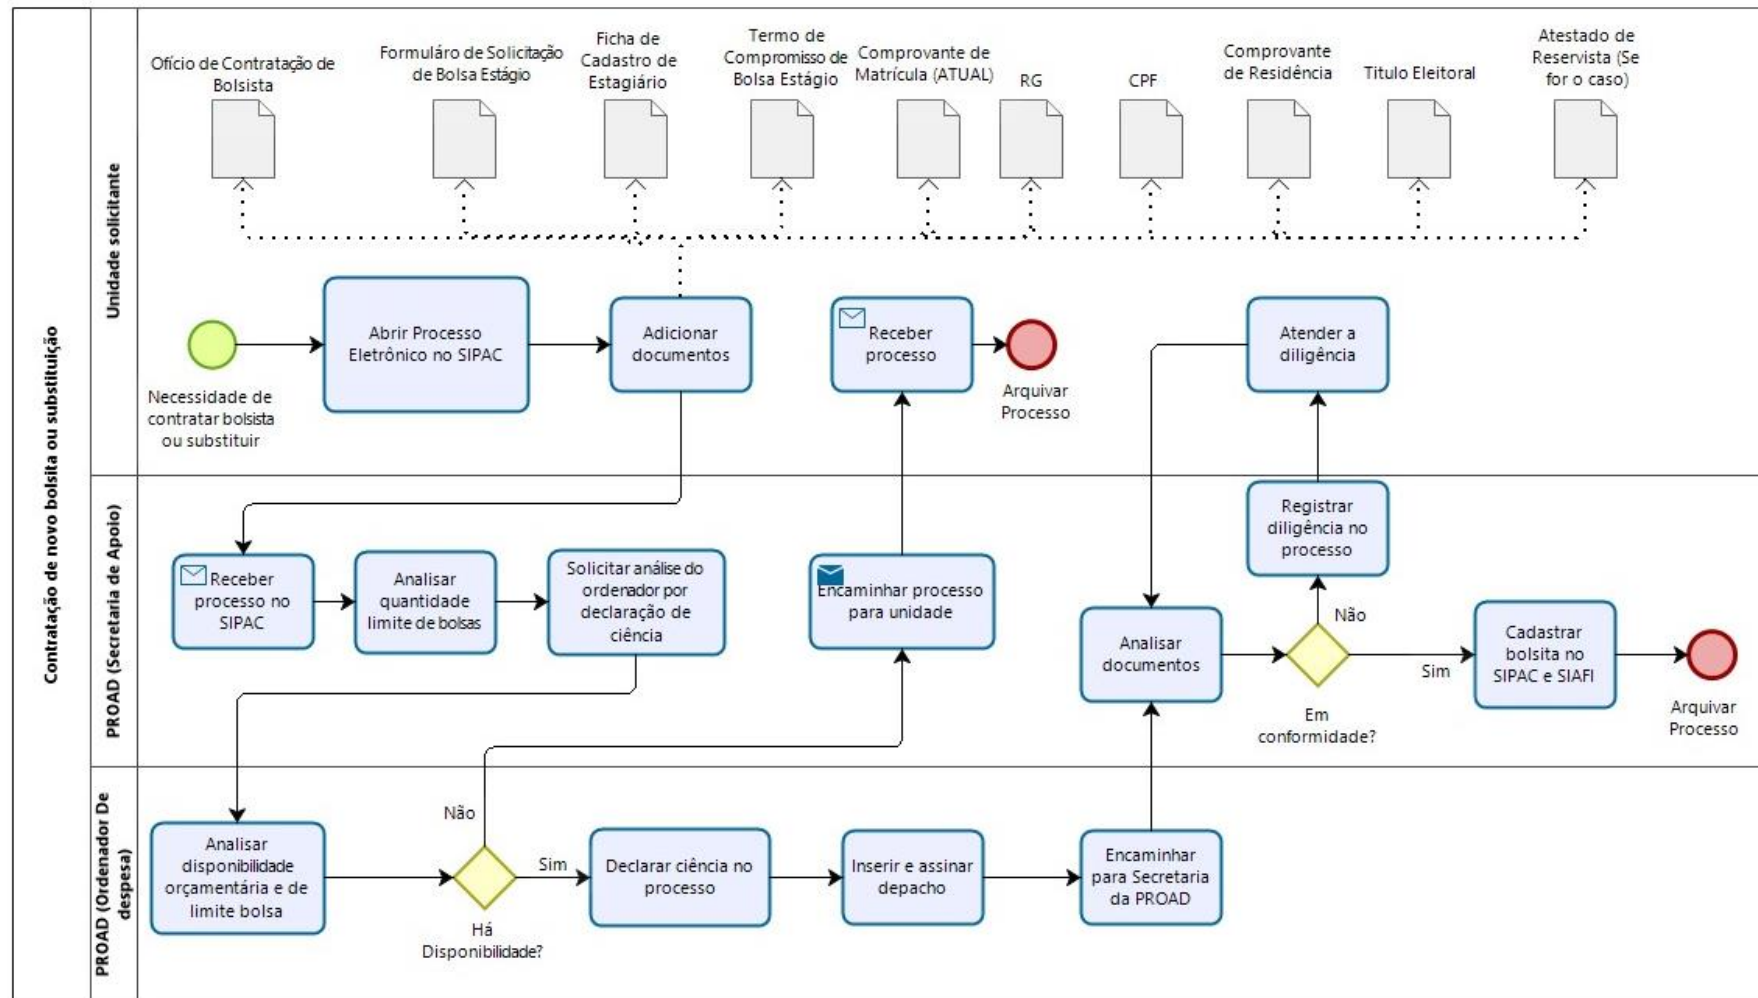 Contratação de novo bolsita ou substituição
Unidade solicitante
Ofício de Contratação de
Bolsista
Formuláro de Solicitação
de Bolsa Estágio
Ficha de
Cadastro de
Estagiário
Termo de
Compromisso de
Bolsa Estágio
Comprovante de
Matrícula (ATUAL)
RG
CPF
Comprovante
de Residência
Titulo Eleitoral
Atestado de
Reservista (Se
for o caso)
Necessidade de
contratar bolsista
ou substituir
Abrir Processo
Eletrônico no SIPAC
Adicionar
documentos
Receber
processo
Arquivar
Processo
Atender a
diligência
PROAD (Secretaria de Apoio)
Receber
processo no
SIPAC
Analisar
quantidade
limite de bolsas
Solicitar análise do
ordenador por
declaração de
ciência
Encaminhar processo
para unidade
Analisar
documentos
Registrar
diligência no
processo
Não
Em
conformidade?
Sim
Cadastrar
bolsita no
SIPAC e SIAFI
Arquivar
Processo
PROAD (Ordenador De
despesa)
Analisar
disponibilidade
orçamentária e de
limite bolsa
Não
Há
Disponibilidade?
Sim
Declarar ciência no
processo
Inserir e assinar
depacho
Encaminhar
para Secretaria
da PROAD